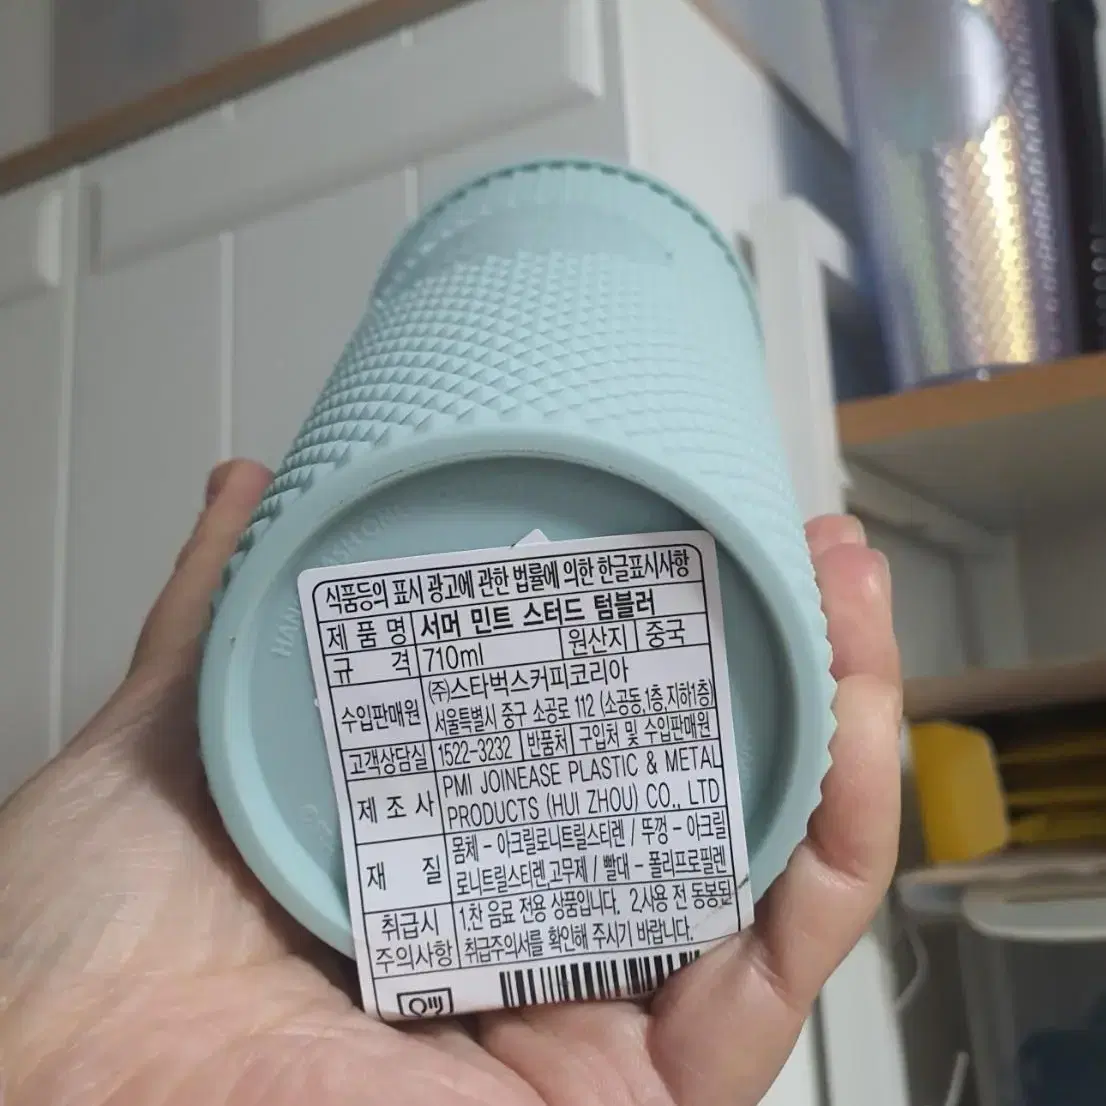 식품등의 표시 광고에 관한 법률에 의한 한글표시사항
제 품 명 서머 민트 스터드 텀블러
규 격 710ml 원산지 중국
수입판매원 (주)스타벅스커피코리아
서울특별시 중구 소공로 112 (소공동,1층,지하1층)
고객상담실 1522-3232 반품처 구입처 및 수입판매원
제 조 사 PMI JOINEASE PLASTIC & METAL
PRODUCTS (HUI ZHOU) CO., LTD
재 질 몸체 - 아크릴로니트릴스티렌 / 뚜껑 - 아크릴
로니트릴스티렌,고무제 / 빨대 - 폴리프로필렌
취급시 주의사항 1.찬 음료 전용 상품입니다. 2.사용 전 동봉된
취급주의서를 확인해 주시기 바랍니다.
HAND WASH ONLY